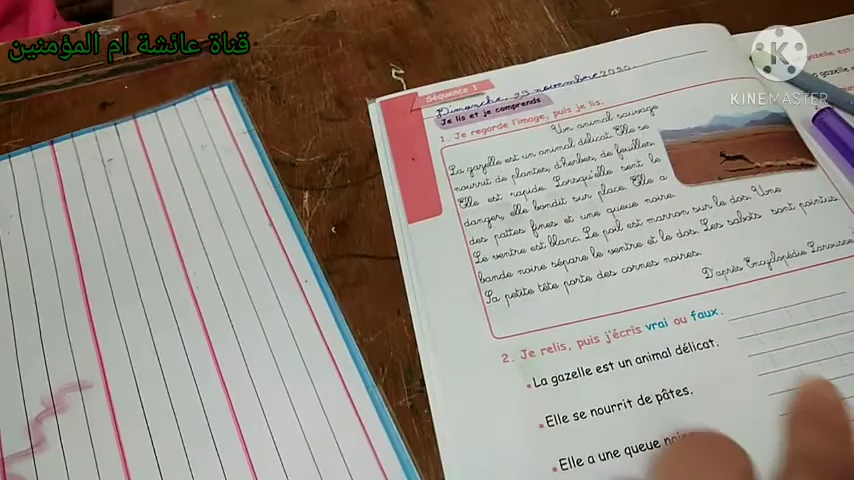 قناة عائشة ام المؤمنين
KINEMASTER
Séquence 1
Dimanche, 29 novembre 2020.
Je lis et je comprends
1. Je regarde l'image, puis je lis.
Un animal sauvage
La gazelle est un animal délicat. Elle se
nourrit de plantes, d'herbes, de feuilles.
Elle est rapide. Lorsqu'elle sent le
danger, elle bondit sur place. Elle a
des pattes fines et une queue noire.
Le ventre est blanc. Le poil est marron sur le dos. Une
bande noire sépare le ventre et le dos. Les sabots sont pointus.
Sa petite tête porte des cornes noires.
D'après Encyclopédie Larousse
2. Je relis, puis j'écris vrai ou faux.
• La gazelle est un animal délicat.
• Elle se nourrit de pâtes.
• Elle a une queue
gazelle est
gazelle